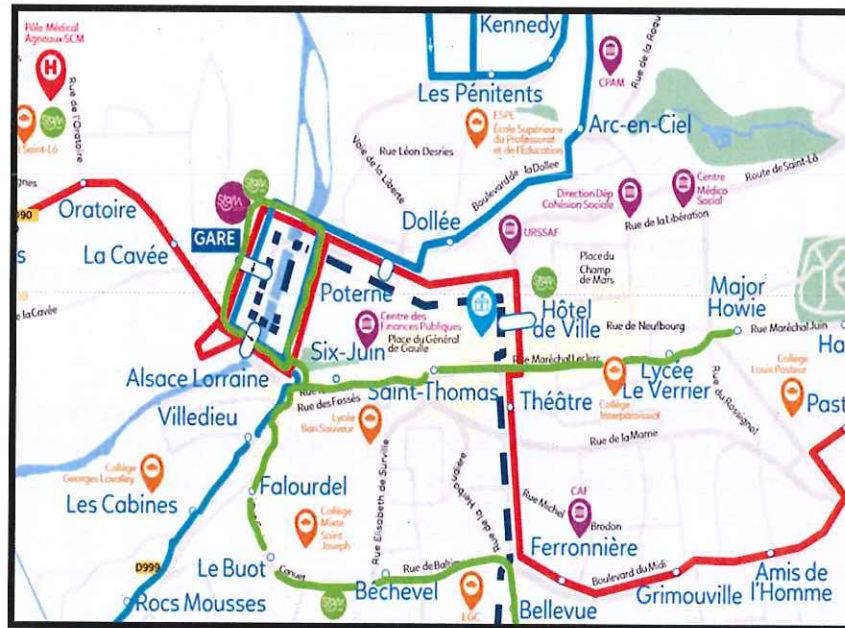 Pôle Médical
Agneaux SCM
H
Rue de l'Oratoire
Saint-Lô
Oratoire
La Cavée
GARE
Alsace Lorraine
Villedieu
Les Cabines
D999
Rocs Mousses
Collège
Georges Lavalley
Kennedy
Les Pénitents
ESPE
École Supérieure
du Professorat
et de l'Éducation
Rue Léon Desries
Voie de la Liberté
CPAM
Arc-en-Ciel
Boulevard de la Dollée
Dollée
Direction Dép
Cohésion Sociale
Centre
Médico
Social
Route de Saint-Lô
Rue de la Libération
URSSAF
Place du
Champ
de Mars
Poterne
Centre des
Finances Publiques
Place du Général
de Gaulle
Hôtel
de Ville
Rue de Neufbourg
Major
Howie
Rue Maréchal Juin
Ha
Six-Juin
Saint-Thomas
Rue Maréchal Leclerc
Lycée
Le Verrier
Collège
Interparoissial
Théâtre
Rue du Rossignol
Collège
Louis Pasteur
Past
Rue des Fossés
Lycée
Bon Sauveur
Rue de la Marne
Falourdel
Collège
Mixte
Saint
Joseph
Rue Elisabeth de Surville
Le Buot
Béchevel
LGC
Bellevue
Rue Michel
CAF
Brodon
Ferronnière
Boulevard du Midi
Grimouville
Amis de
l'Homme